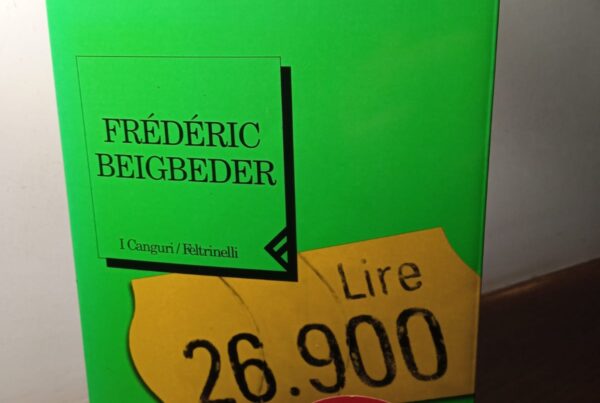 FRÉDÉRIC
BEIGBEDER
I Canguri/Feltrinelli
Lire
26.900